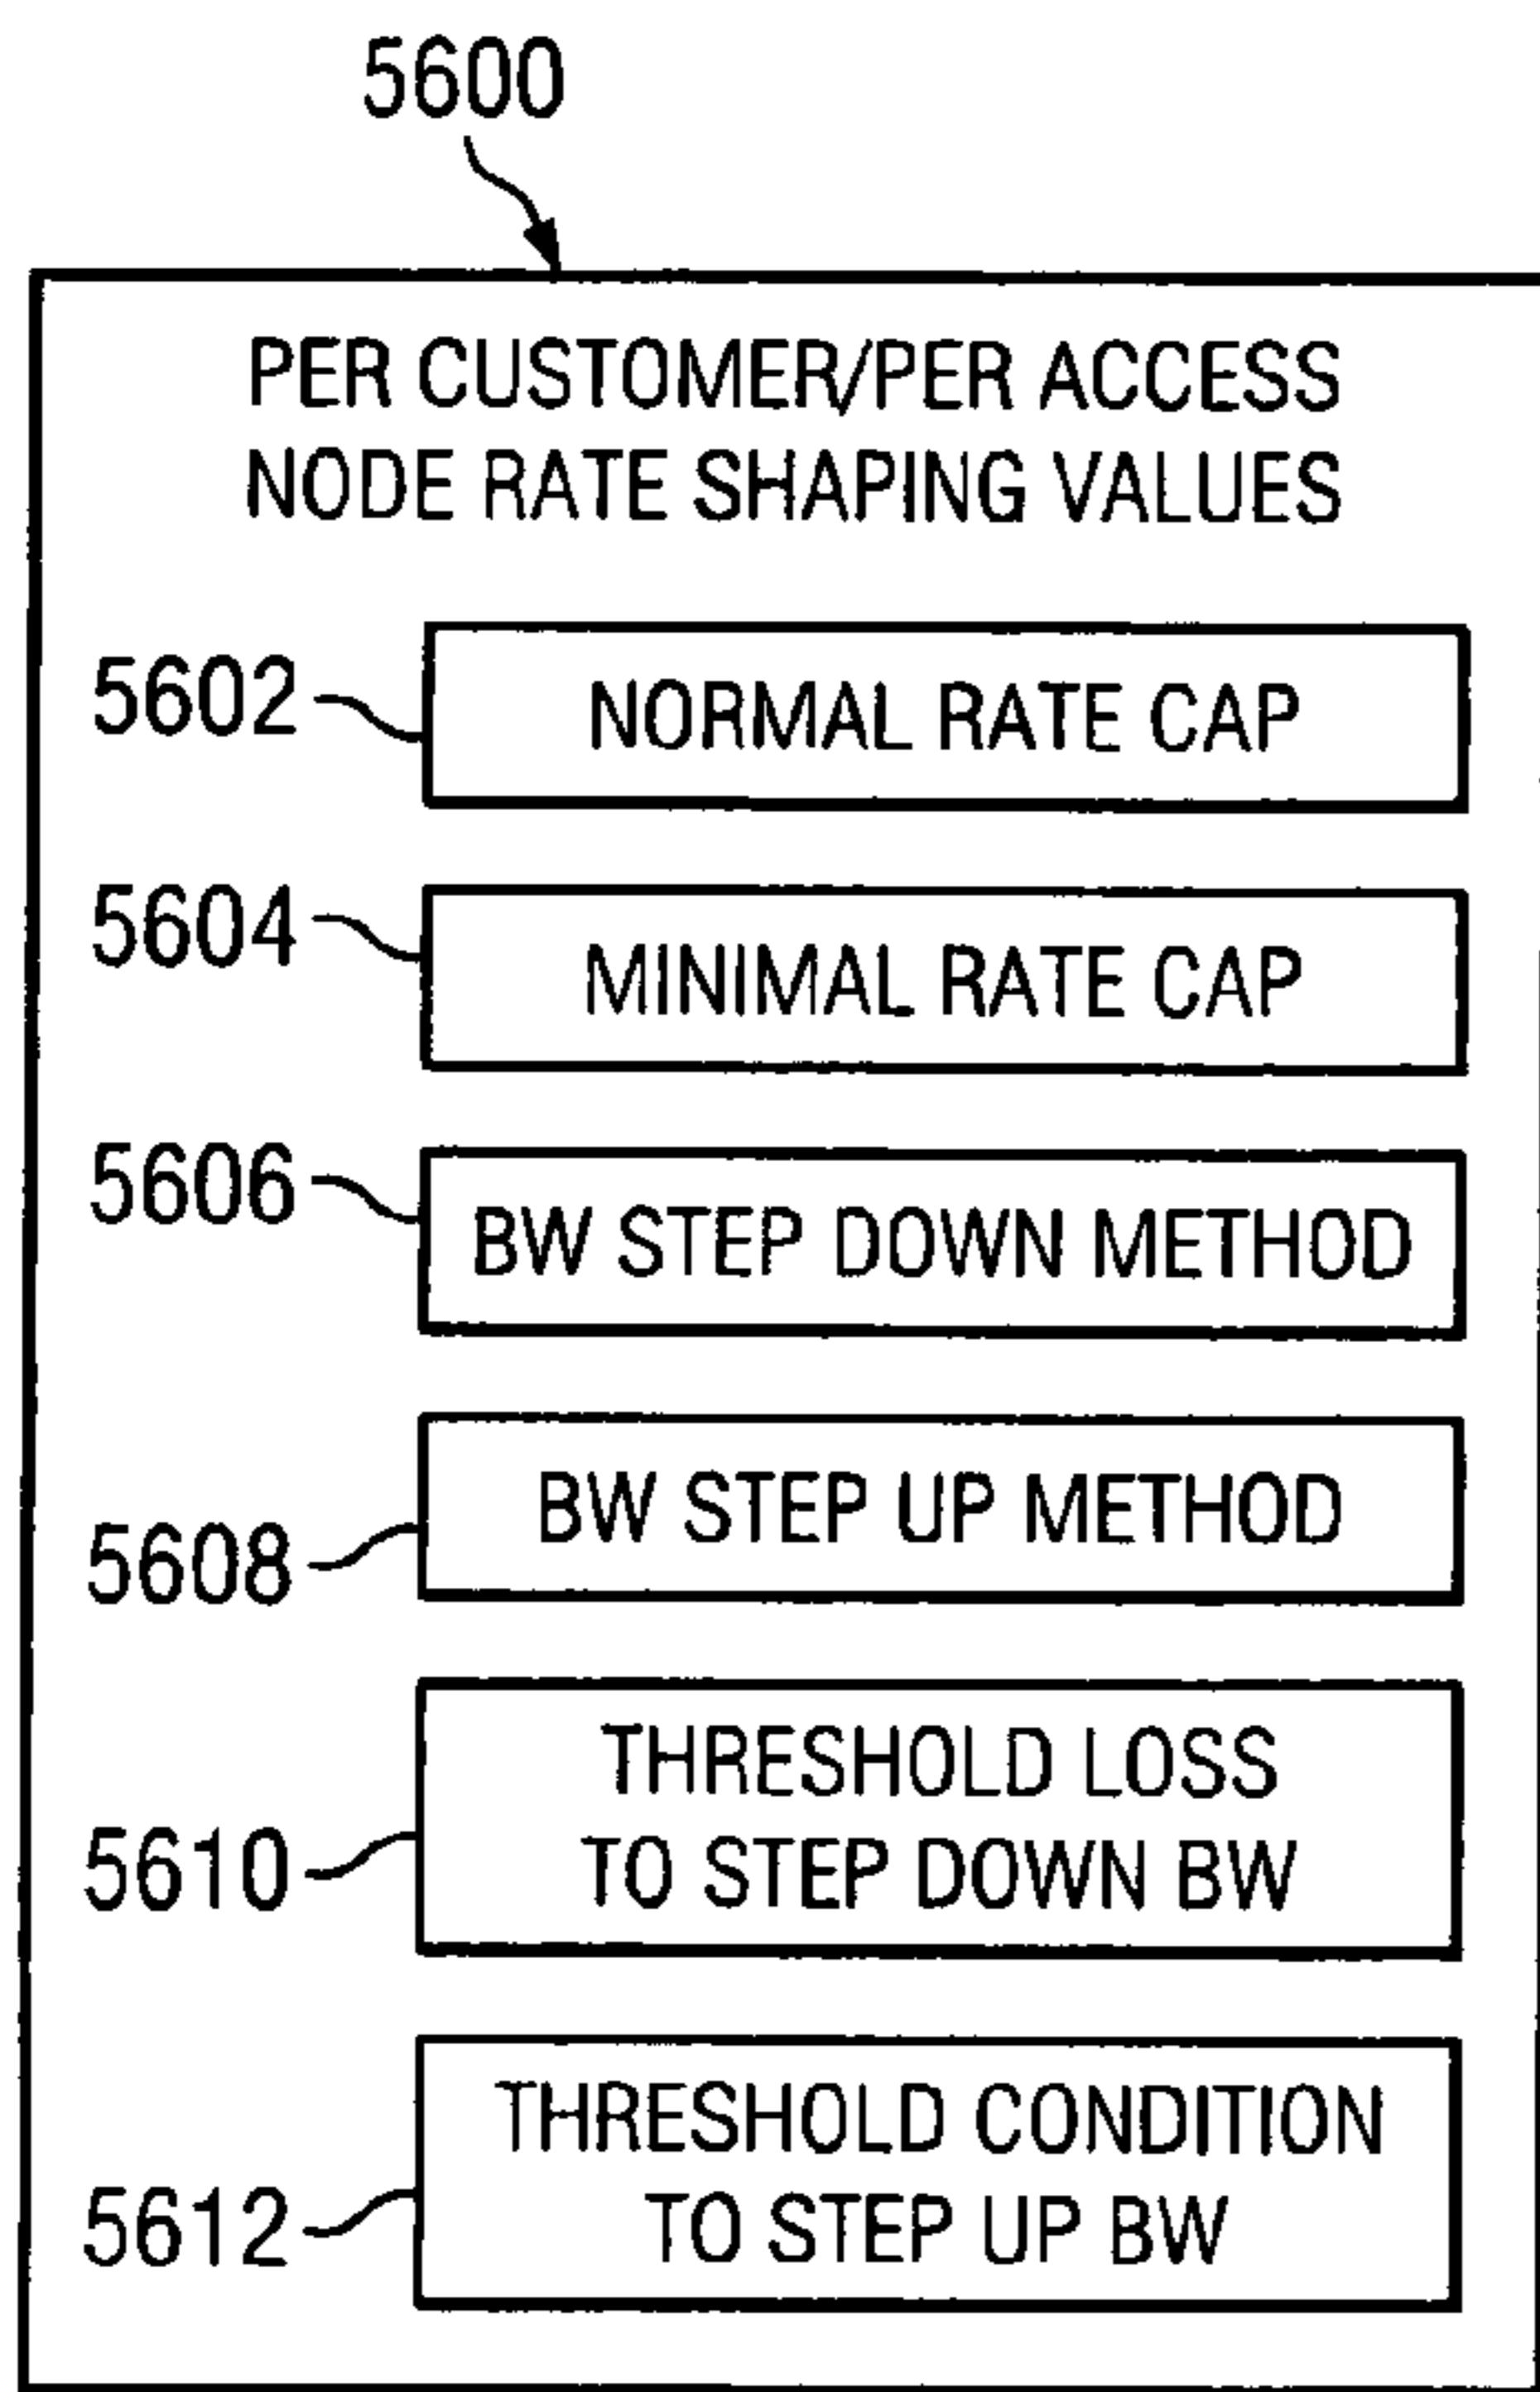 5600
PER CUSTOMER/PER ACCESS
NODE RATE SHAPING VALUES
5602
NORMAL RATE CAP
5604
MINIMAL RATE CAP
5606
BW STEP DOWN METHOD
5608
BW STEP UP METHOD
5610
THRESHOLD LOSS
TO STEP DOWN BW
5612
THRESHOLD CONDITION
TO STEP UP BW